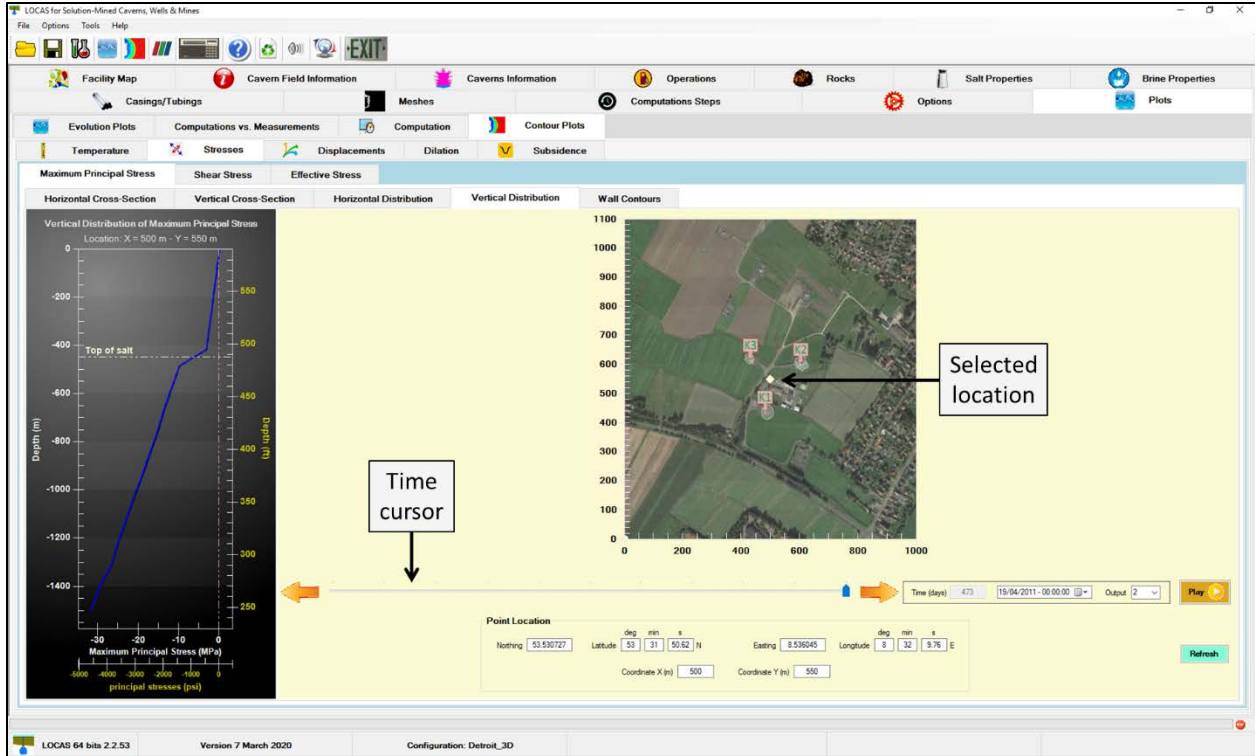 LOCAS for Solution-Mined Caverns, Wells & Mines
File Options Tools Help
EXIT
Facility Map Cavern Field Information Caverns Information Operations Rocks Salt Properties Brine Properties
Casings/Tubings Meshes Computations Steps Options Plots
Evolution Plots Computations vs. Measurements Computation Contour Plots
Temperature Stresses Displacements Dilation Subsidence
Maximum Principal Stress Shear Stress Effective Stress
Horizontal Cross-Section Vertical Cross-Section Horizontal Distribution Vertical Distribution Wall Contours
Vertical Distribution of Maximum Principal Stress
Location: X = 500 m - Y = 550 m
0
-200
-400
-600
-800
-1000
-1200
-1400
Depth (m)
Top of salt
550
500
450
400
350
300
250
Depth (ft)
-30 -20 -10 0
Maximum Principal Stress (MPa)
-5000 -4000 -3000 -2000 -1000 0
principal stresses (psi)
1100
1000
900
800
700
600
500
400
300
200
100
0
0 200 400 600 800 1000
K3 K2
K1
Selected
location
Time
cursor
Time (days) 473 19/04/2011 - 00:00:00 Output 2 Play
Point Location
deg min s deg min s
Northing 53.530727 Latitude 53 31 50.62 N Easting 8.536045 Longitude 8 32 9.76 E
Coordinate X (m) 500 Coordinate Y (m) 550
Refresh
LOCAS 64 bits 2.2.53 Version 7 March 2020 Configuration: Detroit_3D